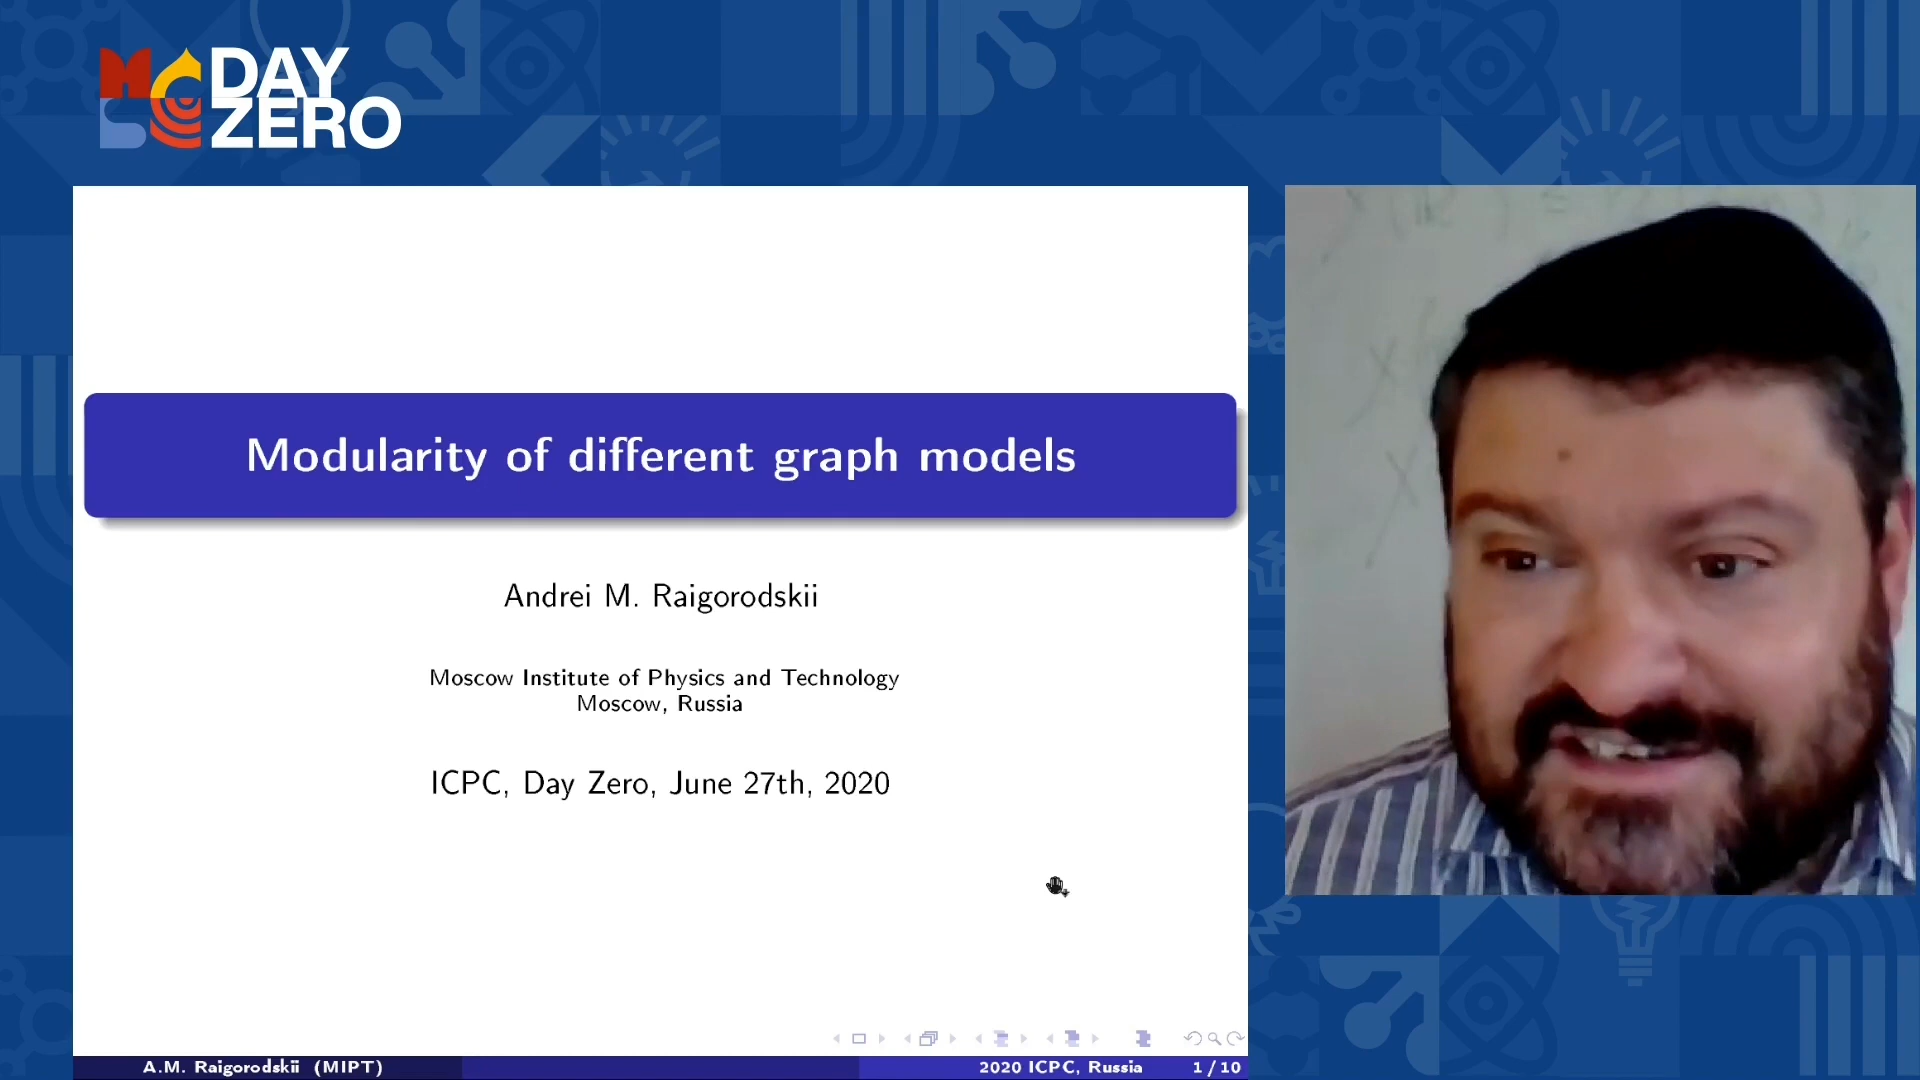 DAY
ZERO
Modularity of different graph models
Andrei M. Raigorodskii
Moscow Institute of Physics and Technology
Moscow, Russia
ICPC, Day Zero, June 27th, 2020
A.M. Raigorodskii (MIPT)
2020 ICPC, Russia
1 / 10